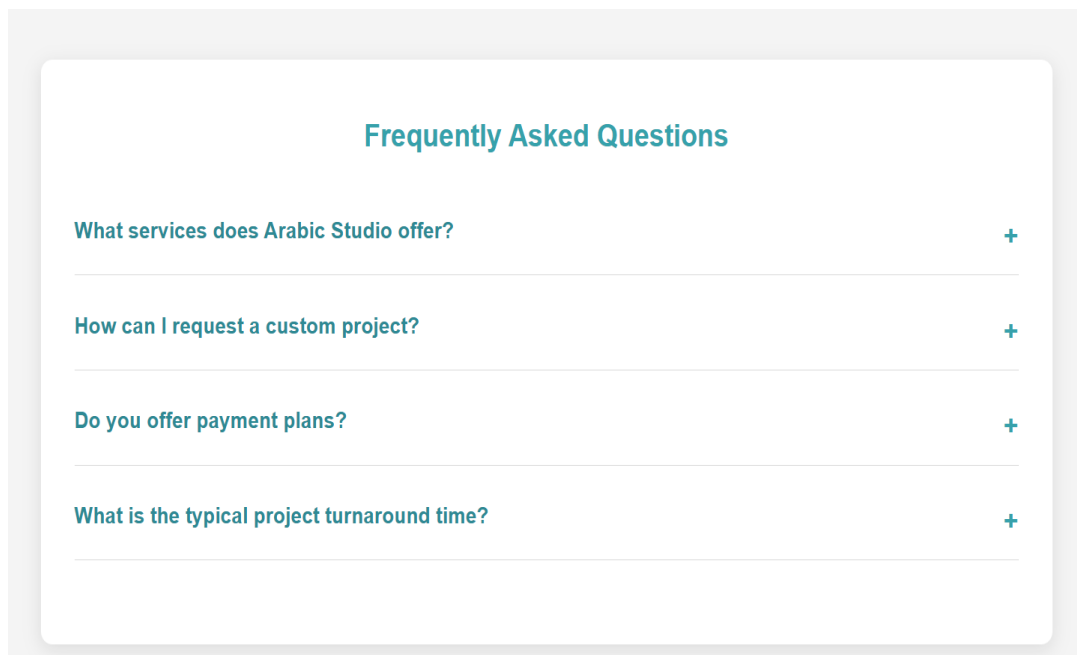 Frequently Asked Questions
What services does Arabic Studio offer?
+
How can I request a custom project?
+
Do you offer payment plans?
+
What is the typical project turnaround time?
+